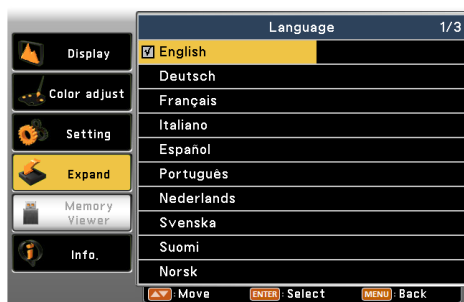 Language 1/3
Display
Color adjust
Setting
Expand
Memory
Viewer
Info.
English
Deutsch
Français
Italiano
Español
Português
Nederlands
Svenska
Suomi
Norsk
Move ENTER : Select MENU : Back